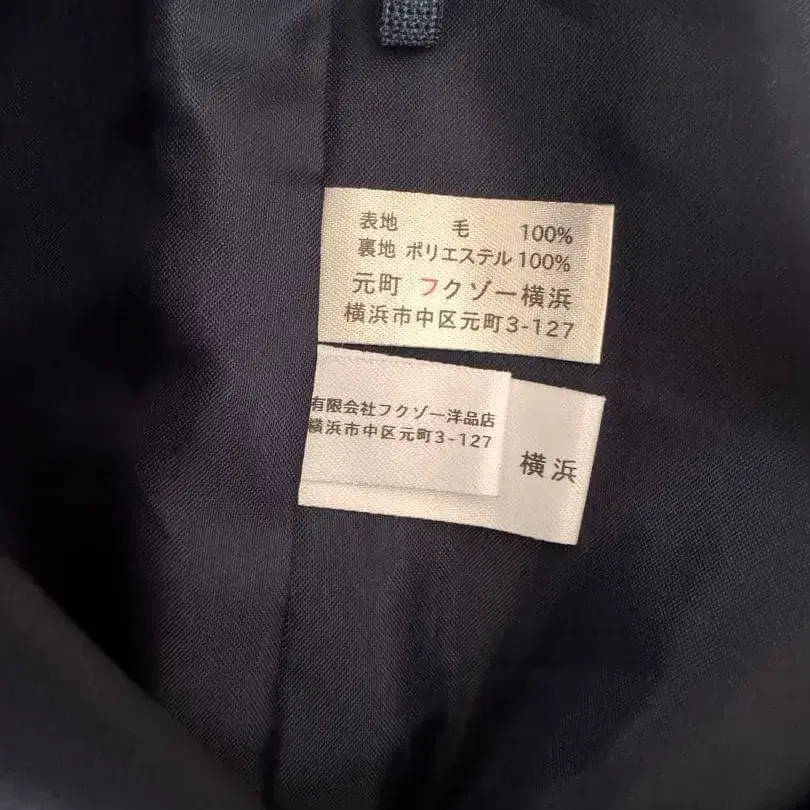 表地 毛 100%
裏地 ポリエステル 100%
元町 フクゾー横浜
横浜市中区元町3-127
有限会社フクゾー洋品店
横浜市中区元町3-127
横浜